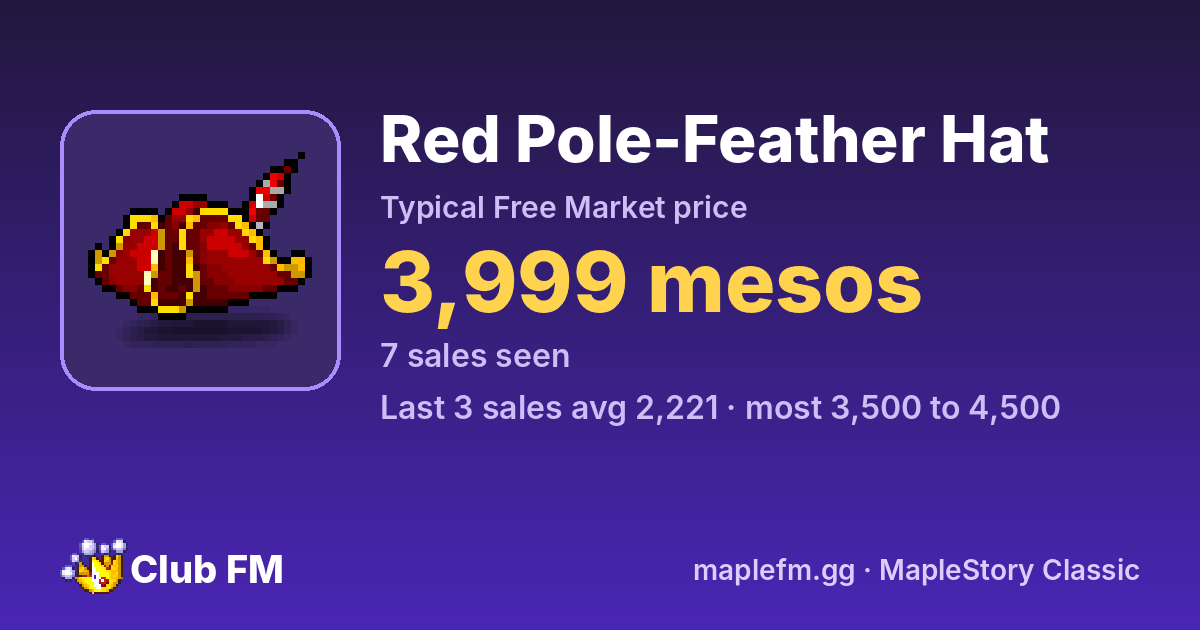 Red Pole-Feather Hat
Typical Free Market price
3,999 mesos
7 sales seen
Last 3 sales avg 2,221 · most 3,500 to 4,500
Club FM
maplefm.gg · MapleStory Classic